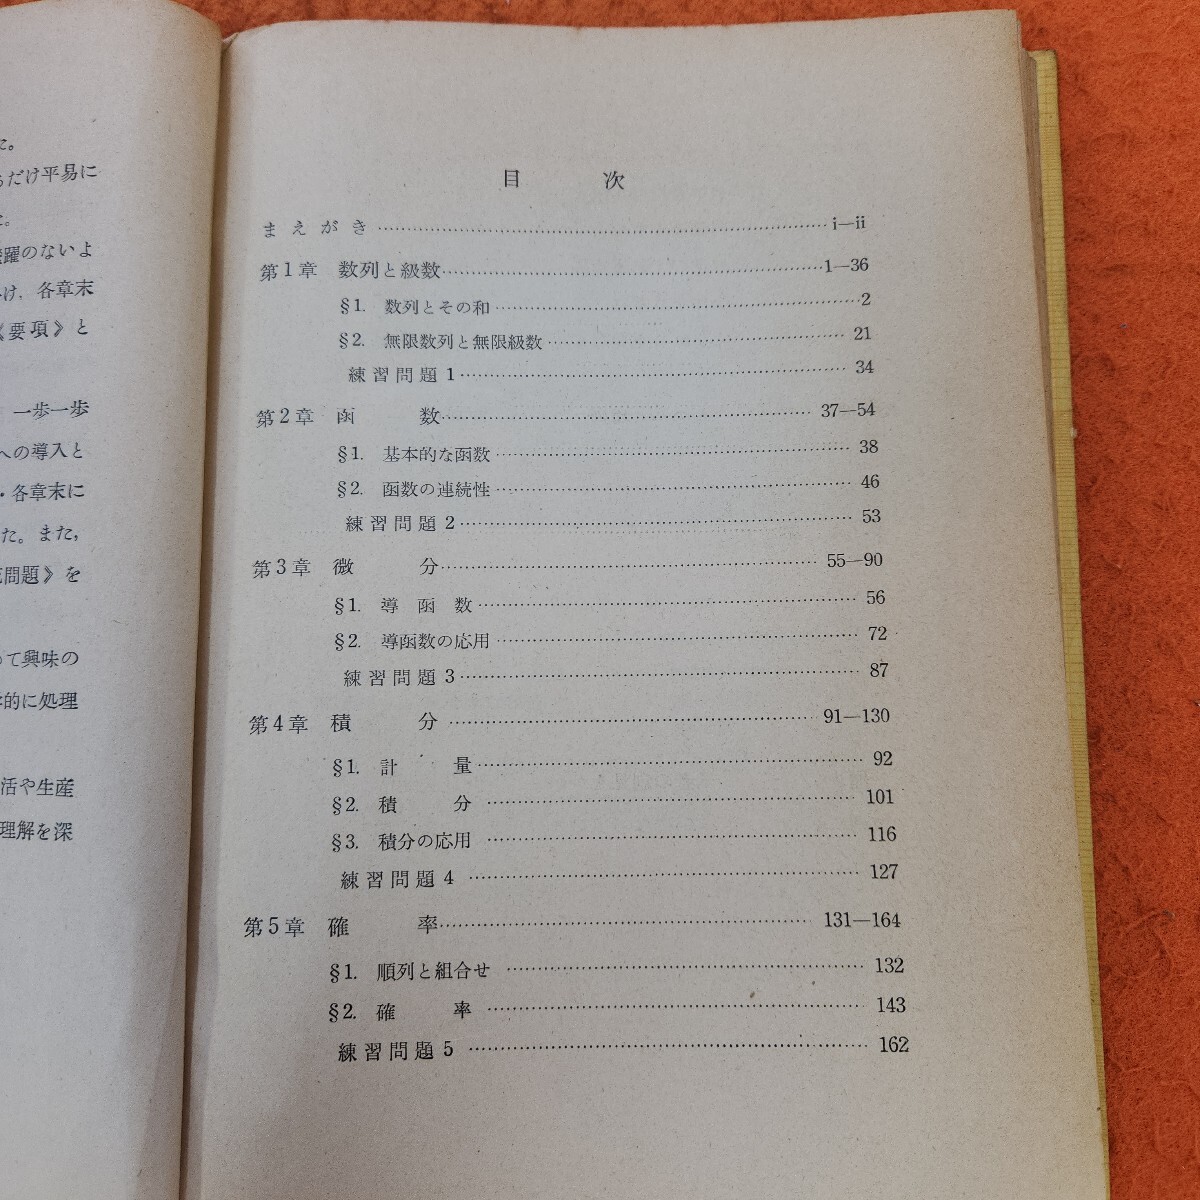 た。
るだけ平易に
た。
躍のないよ
け，各章末
《要項》と
一歩一歩
への導入と
・各章末に
た。また，
問題》を
って興味の
的に処理
活や生産
理解を深
目 次
まえがき i—ii
第1章 数列と級数 1—36
§1. 数列とその和 2
§2. 無限数列と無限級数 21
練習問題 1 34
第2章 函 数 37—54
§1. 基本的な函数 38
§2. 函数の連続性 46
練習問題 2 53
第3章 微 分 55—90
§1. 導函数 56
§2. 導函数の応用 72
練習問題 3 87
第4章 積 分 91—130
§1. 計 量 92
§2. 積 分 101
§3. 積分の応用 116
練習問題 4 127
第5章 確 率 131—164
§1. 順列と組合せ 132
§2. 確 率 143
練習問題 5 162